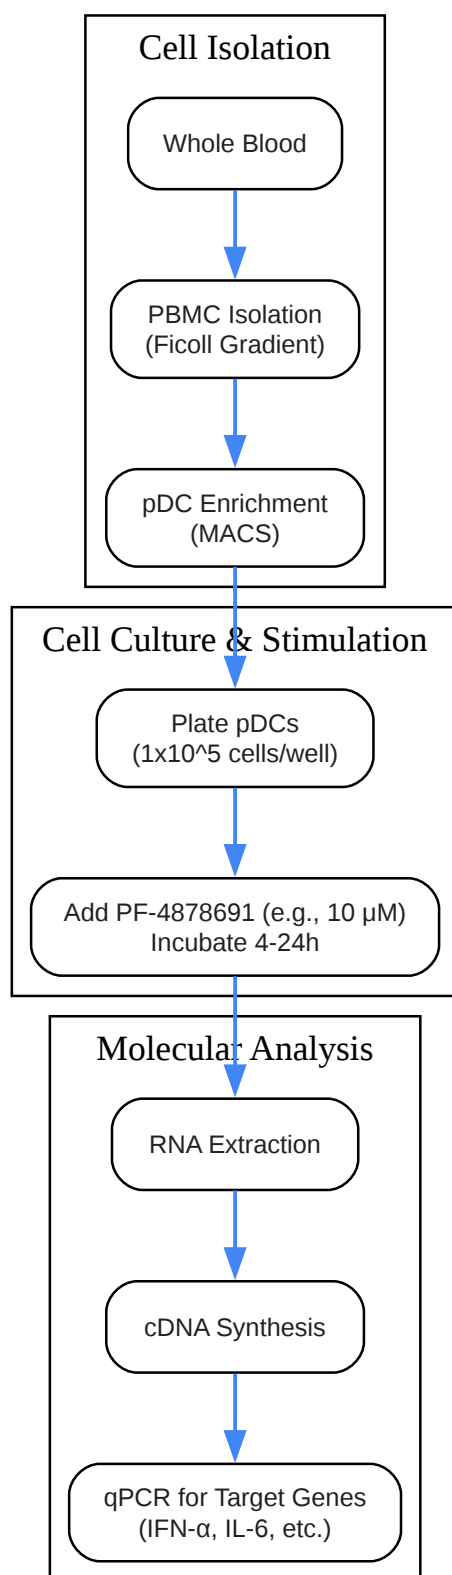 Cell Isolation
Whole Blood
PBMC Isolation
(Ficoll Gradient)
pDC Enrichment
(MACS)
Cell Culture & Stimulation
Plate pDCs
(1x10^5 cells/well)
Add PF-4878691 (e.g., 10 μM)
Incubate 4-24h
Molecular Analysis
RNA Extraction
cDNA Synthesis
qPCR for Target Genes
(IFN-α, IL-6, etc.)